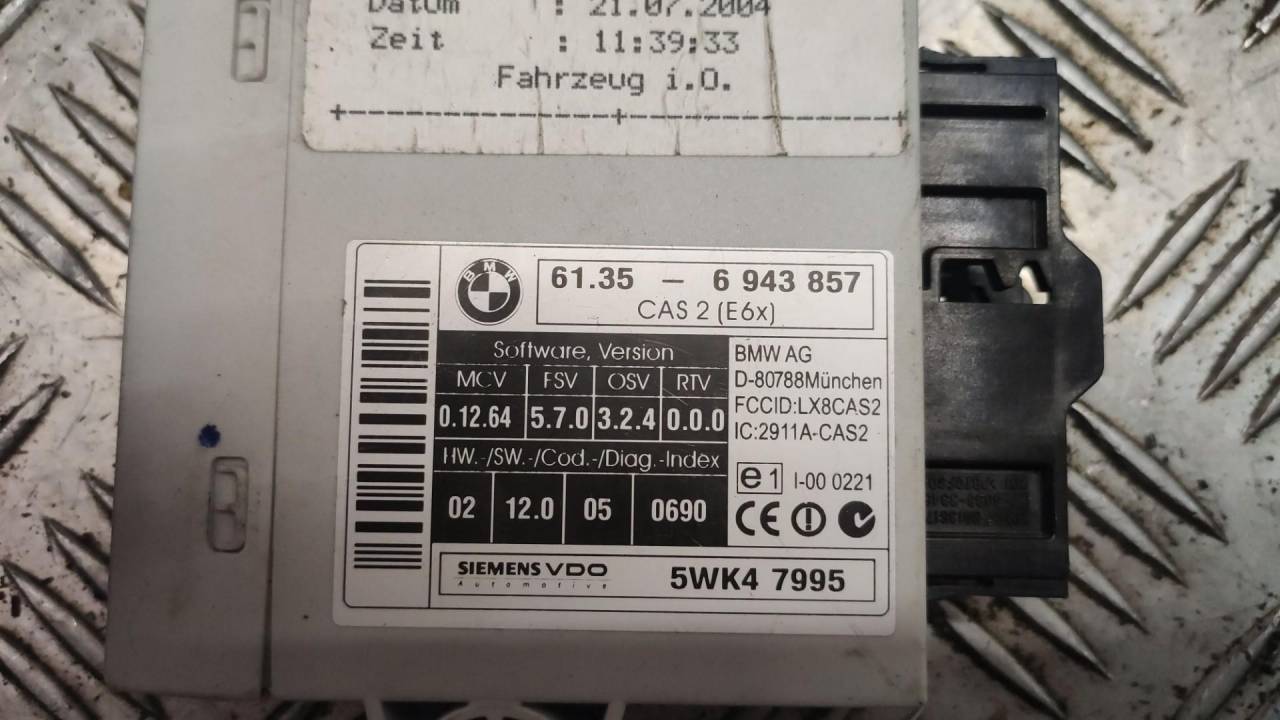 Datum : 21.07.2004
Zeit : 11:39:33
Fahrzeug i.O.
BMW
61.35 – 6 943 857
CAS 2 (E6x)
Software, Version
MCV FSV OSV RTV
0.12.64 5.7.0 3.2.4 0.0.0
HW.-/SW.-/Cod.-/Diag.-Index
02 12.0 05 0690
BMW AG
D-80788München
FCCID:LX8CAS2
IC:2911A-CAS2
e1 I-00 0221
CE
SIEMENS VDO
Automotive
5WK4 7995